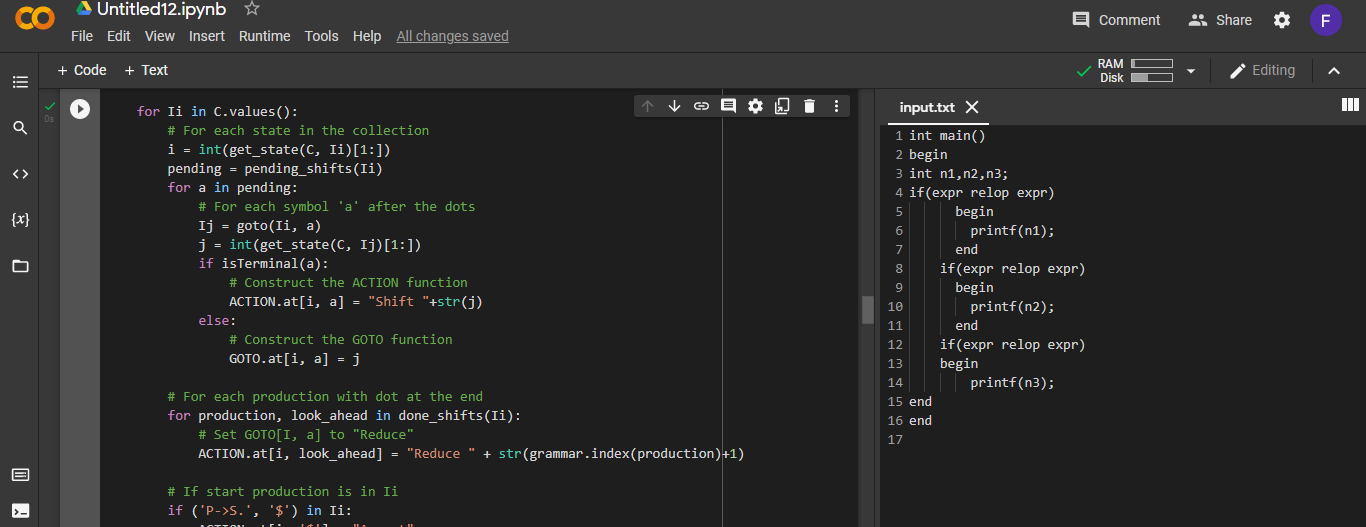 Untitled12.ipynb
File Edit View Insert Runtime Tools Help All changes saved
Comment Share F
+ Code + Text
RAM
Disk
Editing
0s
for Ii in C.values():
# For each state in the collection
i = int(get_state(C, Ii)[1:])
pending = pending_shifts(Ii)
for a in pending:
# For each symbol 'a' after the dots
Ij = goto(Ii, a)
j = int(get_state(C, Ij)[1:])
if isTerminal(a):
# Construct the ACTION function
ACTION.at[i, a] = "Shift "+str(j)
else:
# Construct the GOTO function
GOTO.at[i, a] = j
# For each production with dot at the end
for production, look_ahead in done_shifts(Ii):
# Set GOTO[I, a] to "Reduce"
ACTION.at[i, look_ahead] = "Reduce " + str(grammar.index(production)+1)
# If start production is in Ii
if ('P->S.', '$') in Ii:
{x}
input.txt
1 int main()
2 begin
3 int n1,n2,n3;
4 if(expr relop expr)
5 begin
6 printf(n1);
7 end
8 if(expr relop expr)
9 begin
10 printf(n2);
11 end
12 if(expr relop expr)
13 begin
14 printf(n3);
15 end
16 end
17